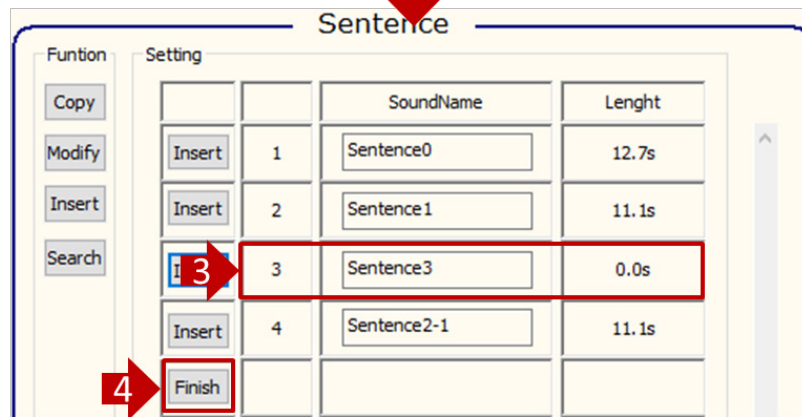 Sentence
Funtion Setting
Copy SoundName Lenght
Modify Insert 1 Sentence0 12.7s
Insert Insert 2 Sentence1 11.1s
Search 3 3 Sentence3 0.0s
Insert 4 Sentence2-1 11.1s
4 Finish